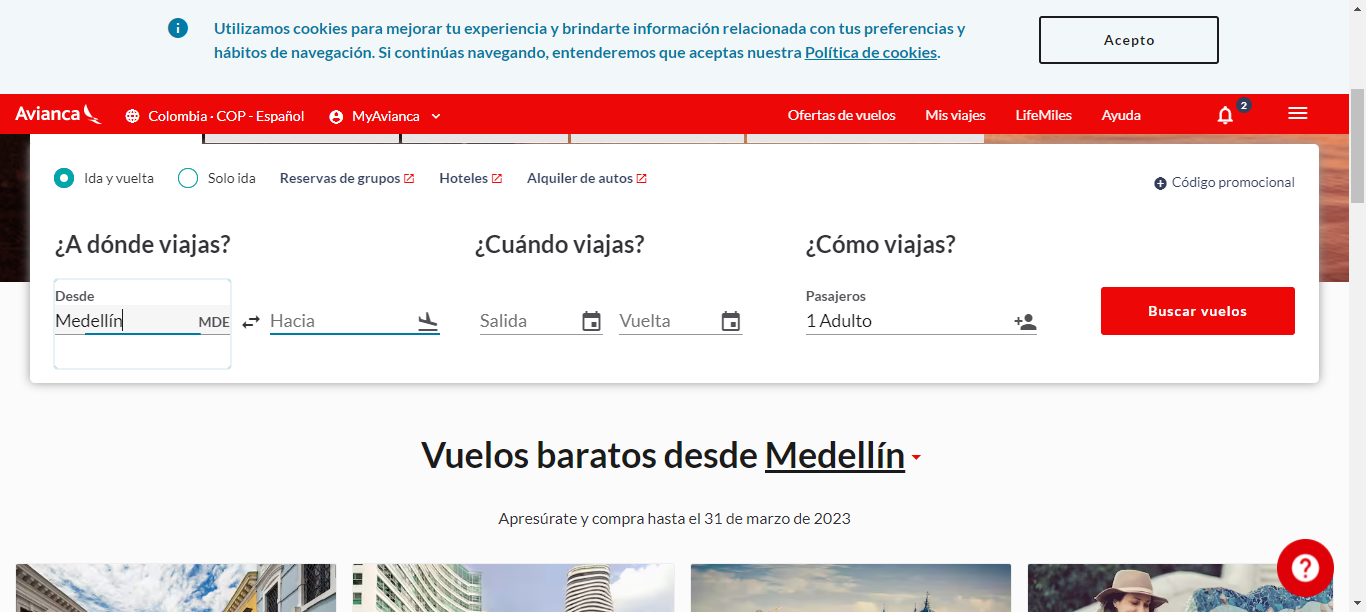 Utilizamos cookies para mejorar tu experiencia y brindarte información relacionada con tus preferencias y
hábitos de navegación. Si continúas navegando, entenderemos que aceptas nuestra Política de cookies.
Acepto
Avianca
Colombia · COP - Español
MyAvianca
Ofertas de vuelos
Mis viajes
LifeMiles
Ayuda
2
Ida y vuelta
Solo ida
Reservas de grupos
Hoteles
Alquiler de autos
Código promocional
¿A dónde viajas?
¿Cuándo viajas?
¿Cómo viajas?
Desde
Medellín
MDE
Hacia
Salida
Vuelta
Pasajeros
1 Adulto
Buscar vuelos
Vuelos baratos desde Medellín
Apresúrate y compra hasta el 31 de marzo de 2023